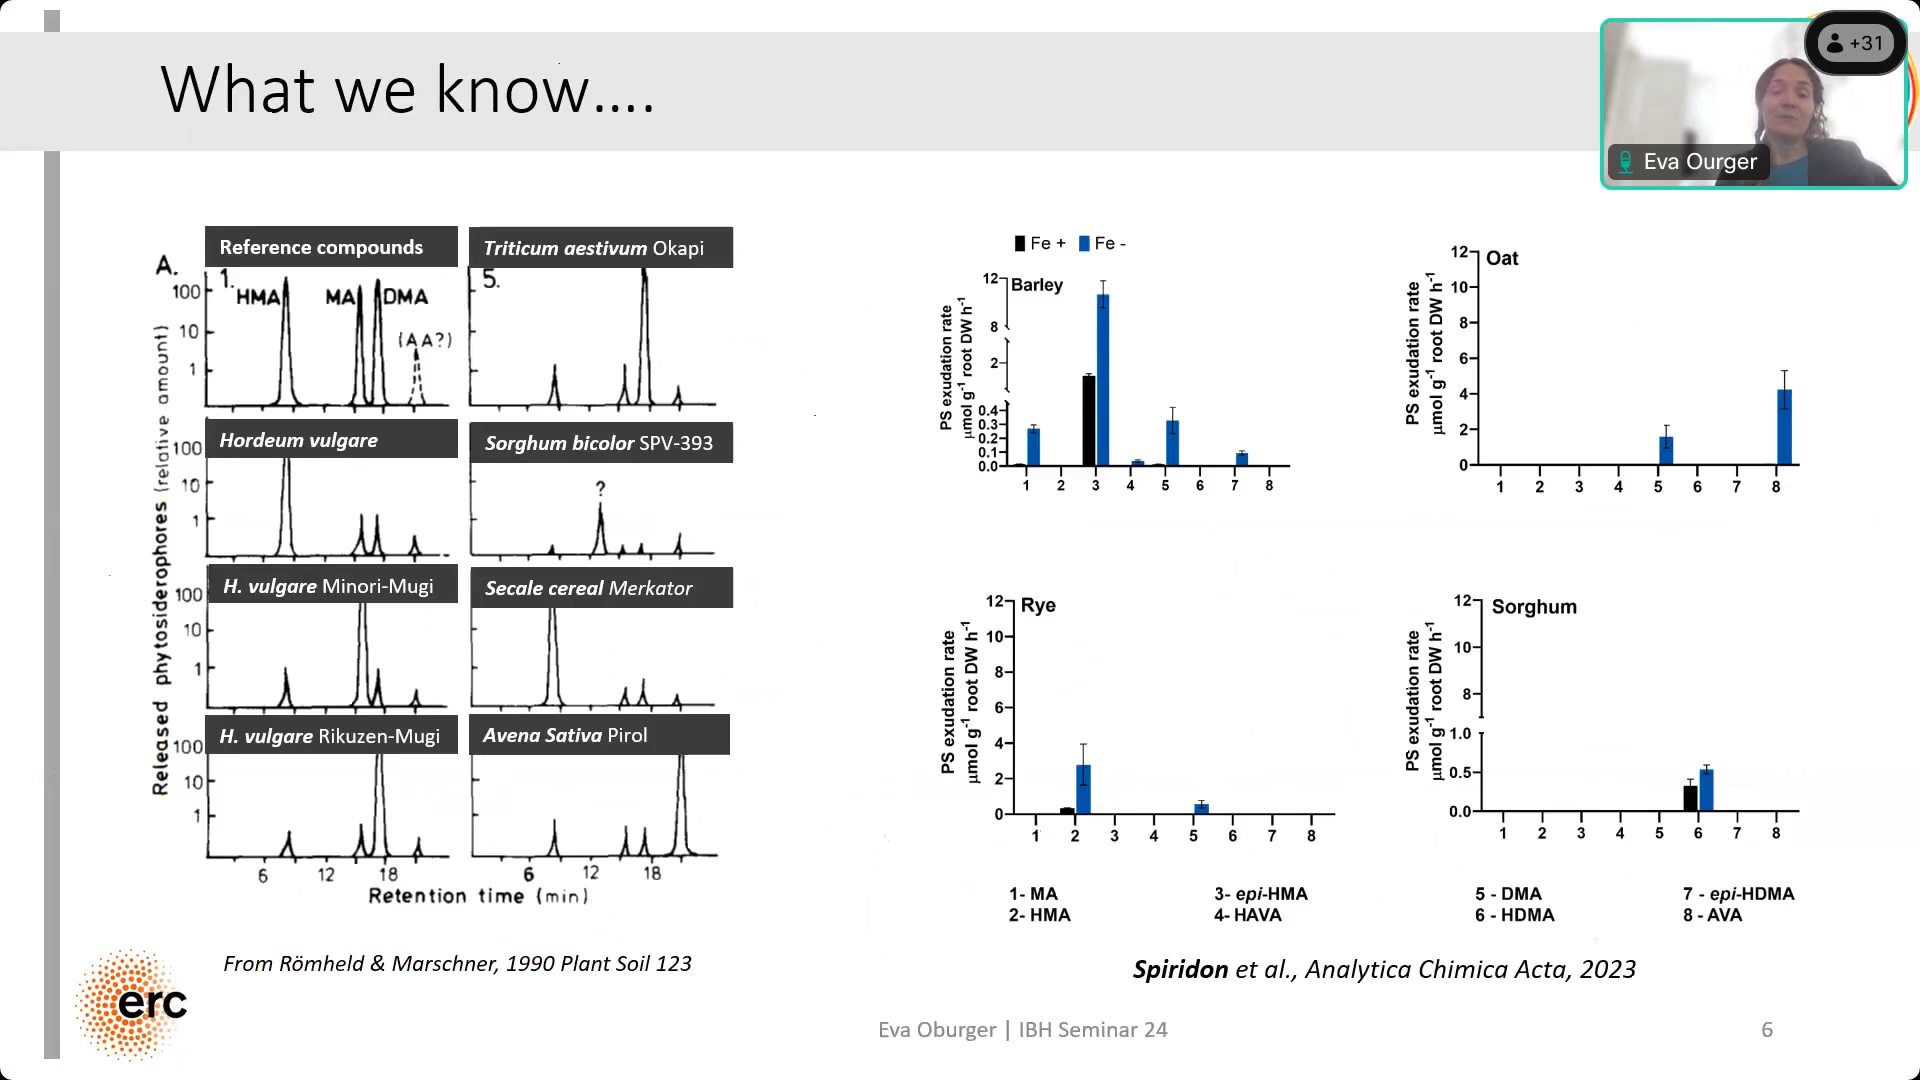 What we know....
+31
Eva Ourger
Reference compounds
A.
1.
HMA
MA
DMA
(AA?)
100
10
1
Triticum aestivum Okapi
5.
Hordeum vulgare
100
10
1
Sorghum bicolor SPV-393
?
H. vulgare Minori-Mugi
100
10
1
Secale cereal Merkator
H. vulgare Rikuzen-Mugi
100
10
1
Avena Sativa Pirol
Released phytosiderophores (relative amount)
6 12 18
6 12 18
Retention time (min)
From Römheld & Marschner, 1990 Plant Soil 123
Fe + Fe -
Barley
PS exudation rate
µmol g-1 root DW h-1
12
8
2
0.4
0.3
0.2
0.1
0.0
1 2 3 4 5 6 7 8
Oat
PS exudation rate
µmol g-1 root DW h-1
12
10
8
6
4
2
0
1 2 3 4 5 6 7 8
Rye
PS exudation rate
µmol g-1 root DW h-1
12
10
8
6
4
2
0
1 2 3 4 5 6 7 8
Sorghum
PS exudation rate
µmol g-1 root DW h-1
12
10
8
1.0
0.5
0.0
1 2 3 4 5 6 7 8
1- MA 3- epi-HMA 5 - DMA 7 - epi-HDMA
2- HMA 4- HAVA 6 - HDMA 8 - AVA
Spiridon et al., Analytica Chimica Acta, 2023
erc
Eva Oburger | IBH Seminar 24
6